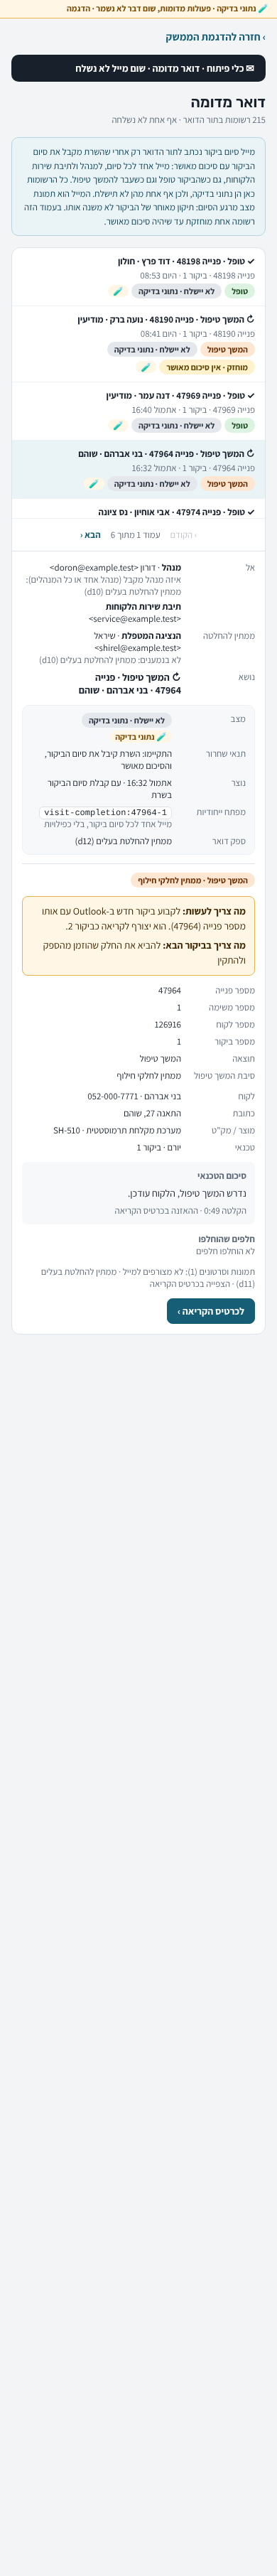 🧪 נתוני בדיקה · פעולות מדומות, שום דבר לא נשמר · הדגמה
› חזרה להדגמת הממשק
✉ כלי פיתוח · דואר מדומה · שום מייל לא נשלח
דואר מדומה
215 רשומות בתור הדואר · אף אחת לא נשלחה
מייל סיום ביקור נכתב לתור הדואר רק אחרי שהשרת מקבל את סיום
הביקור עם סיכום מאושר: מייל אחד לכל סיום, למנהל ולתיבת שירות
הלקוחות, גם כשהביקור טופל וגם כשעבר להמשך טיפול. כל הרשומות
כאן הן נתוני בדיקה, ולכן אף אחת מהן לא תישלח. המייל הוא תמונת
מצב מרגע הסיום: תיקון מאוחר של הביקור לא משנה אותו. בעמוד הזה
רשומה אחת מוחזקת עד שיהיה סיכום מאושר.
✓ טופל · פנייה 48198 · דוד פרץ · חולון
פנייה 48198 · ביקור 1 · היום 08:53
טופל לא יישלח · נתוני בדיקה 🧪
↻ המשך טיפול · פנייה 48190 · נועה ברק · מודיעין
פנייה 48190 · ביקור 1 · היום 08:41
המשך טיפול לא יישלח · נתוני בדיקה
מוחזק · אין סיכום מאושר 🧪
✓ טופל · פנייה 47969 · דנה עמר · מודיעין
פנייה 47969 · ביקור 1 · אתמול 16:40
טופל לא יישלח · נתוני בדיקה 🧪
↻ המשך טיפול · פנייה 47964 · בני אברהם · שוהם
פנייה 47964 · ביקור 1 · אתמול 16:32
המשך טיפול לא יישלח · נתוני בדיקה 🧪
✓ טופל · פנייה 47974 · אבי אוחיון · נס ציונה
› הקודם עמוד 1 מתוך 6 הבא ‹
אל מנהל · דורון <doron@example.test>
איזה מנהל מקבל (מנהל אחד או כל המנהלים):
ממתין להחלטת בעלים (d10)
תיבת שירות הלקוחות
<service@example.test>
ממתין להחלטה הנציגה המטפלת · שיראל
<shirel@example.test>
לא בנמענים: ממתין להחלטת בעלים (d10)
נושא ↻ המשך טיפול · פנייה
47964 · בני אברהם · שוהם
מצב לא יישלח · נתוני בדיקה
🧪 נתוני בדיקה
תנאי שחרור התקיימו: השרת קיבל את סיום הביקור,
והסיכום מאושר
נוצר אתמול 16:32 · עם קבלת סיום הביקור
בשרת
מפתח ייחודיות visit-completion:47964-1
מייל אחד לכל סיום ביקור, בלי כפילויות
ספק דואר ממתין להחלטת בעלים (d12)
המשך טיפול · ממתין לחלקי חילוף
מה צריך לעשות: לקבוע ביקור חדש ב-Outlook עם אותו
מספר פנייה (47964). הוא יצורף לקריאה כביקור 2.
מה צריך בביקור הבא: להביא את החלק שהוזמן מהספק
ולהתקין
מספר פנייה 47964
מספר משימה 1
מספר לקוח 126916
מספר ביקור 1
תוצאה המשך טיפול
סיבת המשך טיפול ממתין לחלקי חילוף
לקוח בני אברהם · 052-000-7771
כתובת התאנה 27, שוהם
מוצר / מק"ט מערכת מקלחת תרמוסטטית · SH-510
טכנאי יורם · ביקור 1
סיכום הטכנאי
נדרש המשך טיפול, הלקוח עודכן.
הקלטה 0:49 · ההאזנה בכרטיס הקריאה
חלפים שהוחלפו
לא הוחלפו חלפים
תמונות וסרטונים (1): לא מצורפים למייל · ממתין להחלטת בעלים
(d11) · הצפייה בכרטיס הקריאה
לכרטיס הקריאה ‹